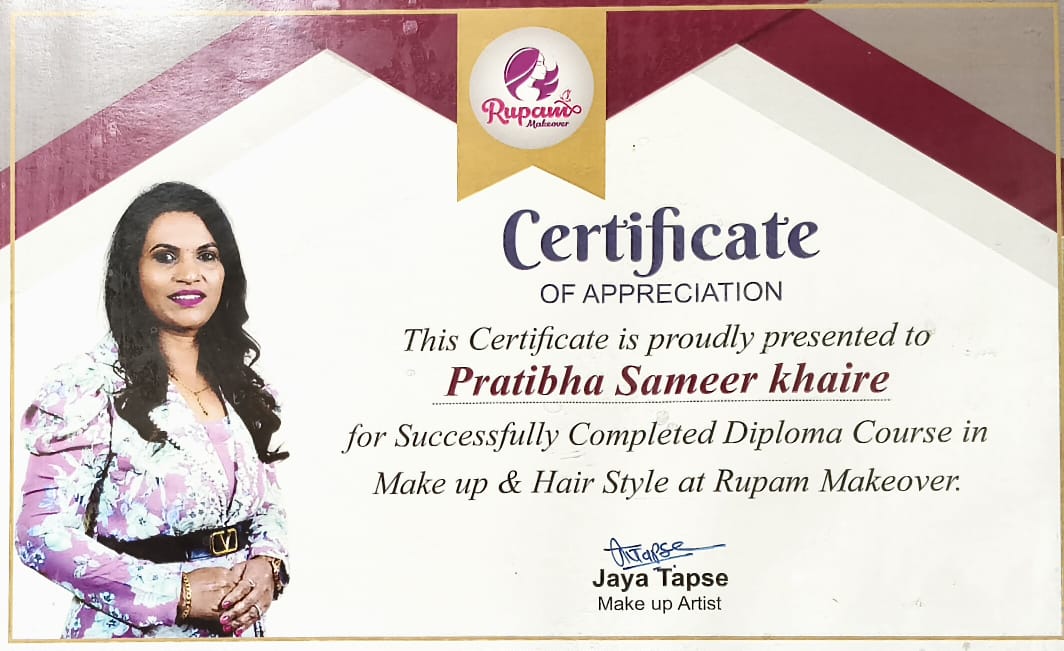 Rupam
Makeover
Certificate
OF APPRECIATION
This Certificate is proudly presented to
Pratibha Sameer khaire
for Successfully Completed Diploma Course in
Make up & Hair Style at Rupam Makeover.
JTapse
Jaya Tapse
Make up Artist